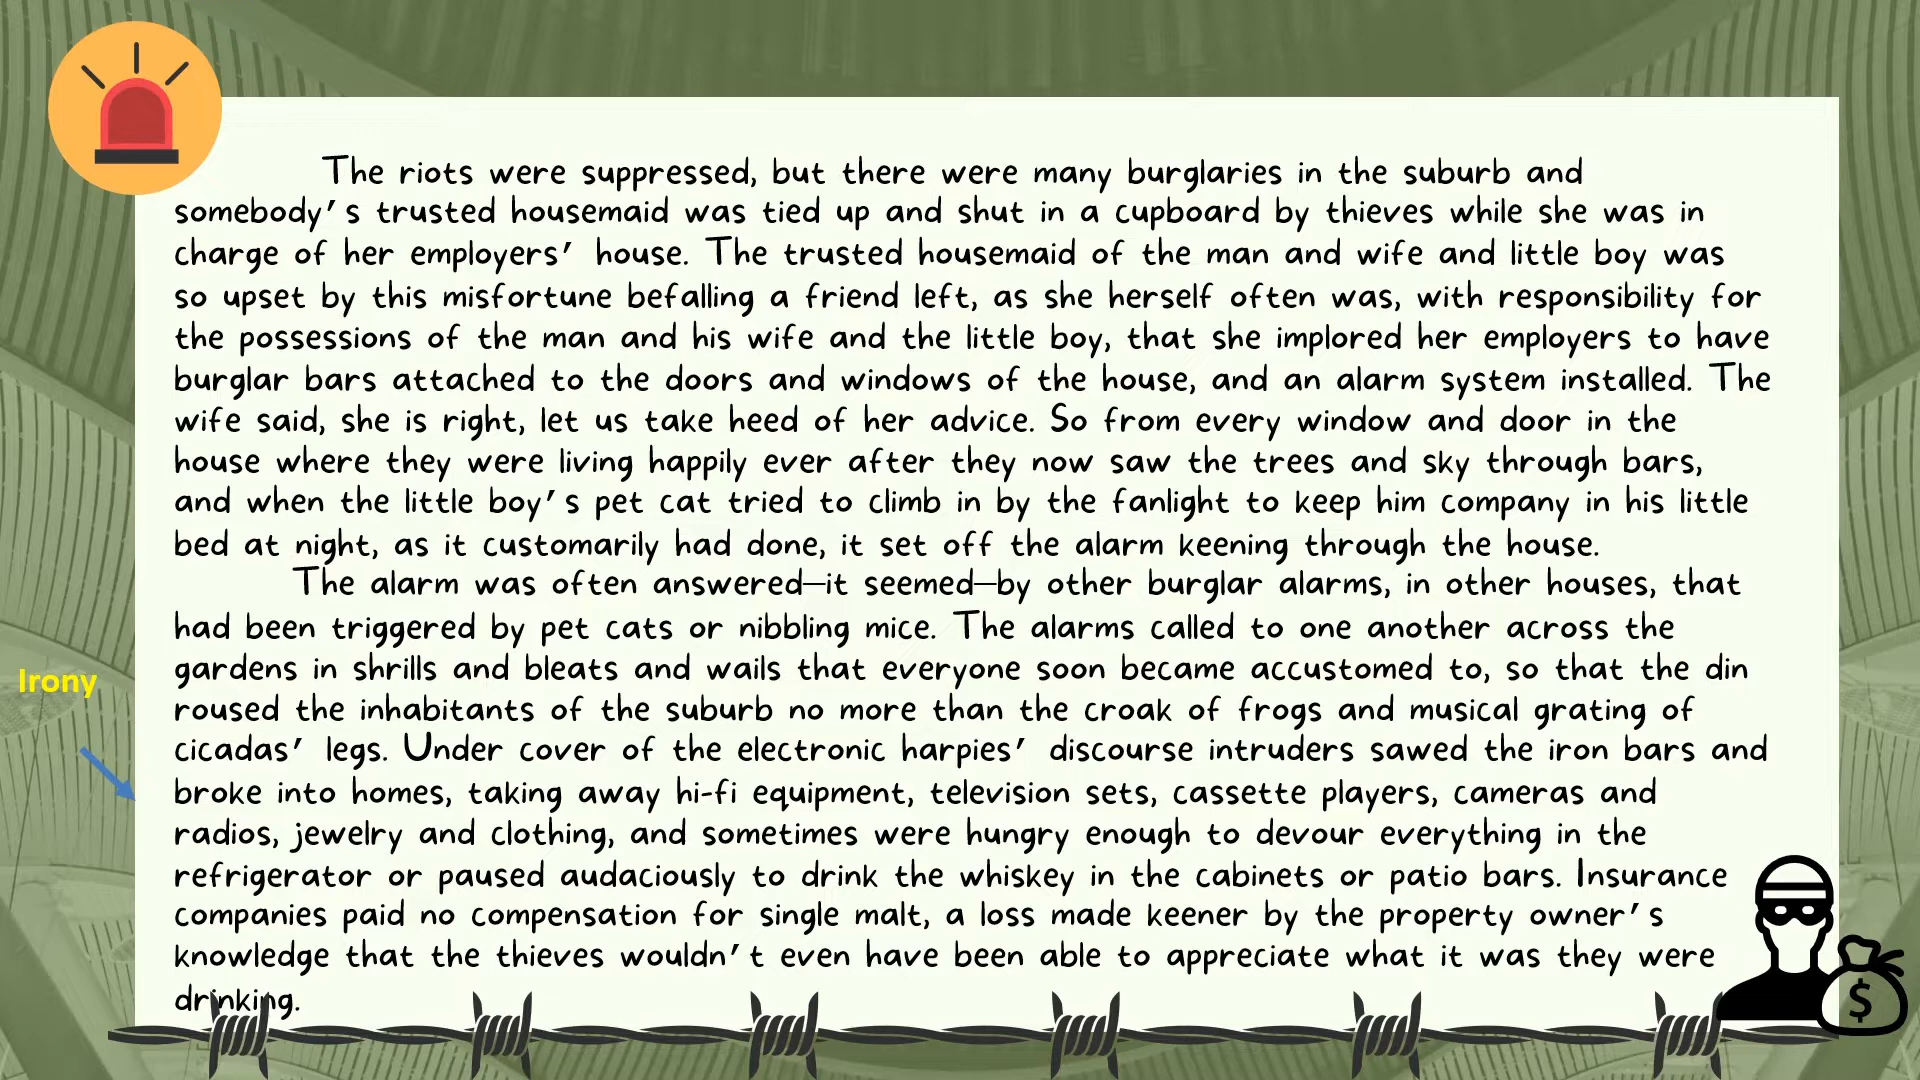 The riots were suppressed, but there were many burglaries in the suburb and
somebody's trusted housemaid was tied up and shut in a cupboard by thieves while she was in
charge of her employers' house. The trusted housemaid of the man and wife and little boy was
so upset by this misfortune befalling a friend left, as she herself often was, with responsibility for
the possessions of the man and his wife and the little boy, that she implored her employers to have
burglar bars attached to the doors and windows of the house, and an alarm system installed. The
wife said, she is right, let us take heed of her advice. So from every window and door in the
house where they were living happily ever after they now saw the trees and sky through bars,
and when the little boy's pet cat tried to climb in by the fanlight to keep him company in his little
bed at night, as it customarily had done, it set off the alarm keening through the house.
The alarm was often answered—it seemed—by other burglar alarms, in other houses, that
had been triggered by pet cats or nibbling mice. The alarms called to one another across the
gardens in shrills and bleats and wails that everyone soon became accustomed to, so that the din
roused the inhabitants of the suburb no more than the croak of frogs and musical grating of
cicadas' legs. Under cover of the electronic harpies' discourse intruders sawed the iron bars and
broke into homes, taking away hi-fi equipment, television sets, cassette players, cameras and
radios, jewelry and clothing, and sometimes were hungry enough to devour everything in the
refrigerator or paused audaciously to drink the whiskey in the cabinets or patio bars. Insurance
companies paid no compensation for single malt, a loss made keener by the property owner's
knowledge that the thieves wouldn't even have been able to appreciate what it was they were
drinking.
Irony
$